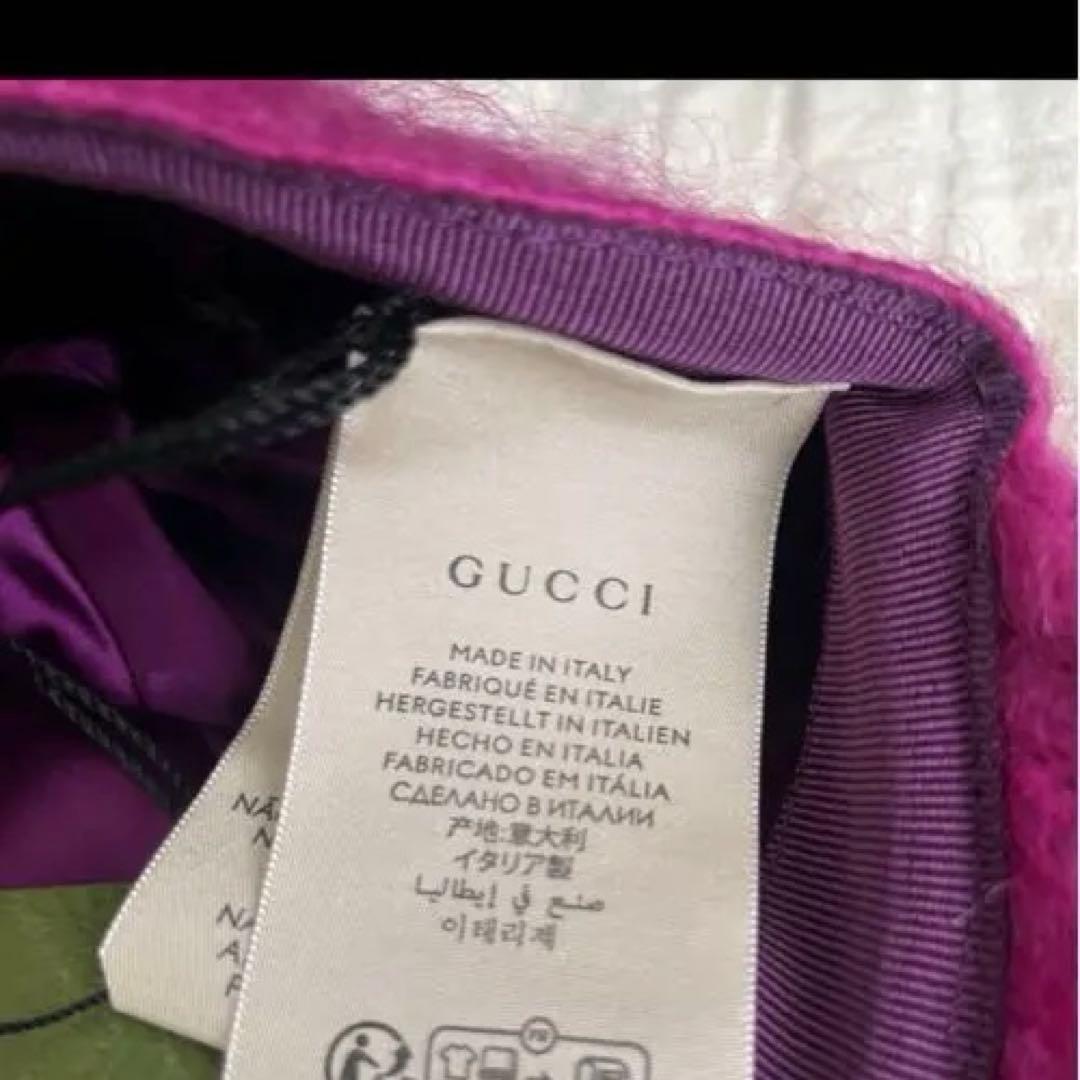 GUCCI
MADE IN ITALY
FABRIQUÉ EN ITALIE
HERGESTELLT IN ITALIEN
HECHO EN ITALIA
FABRICADO EM ITÁLIA
СДЕЛАНО В ИТАЛИИ
产地:意大利
イタリア製
صنع في إيطاليا
이태리제
FR